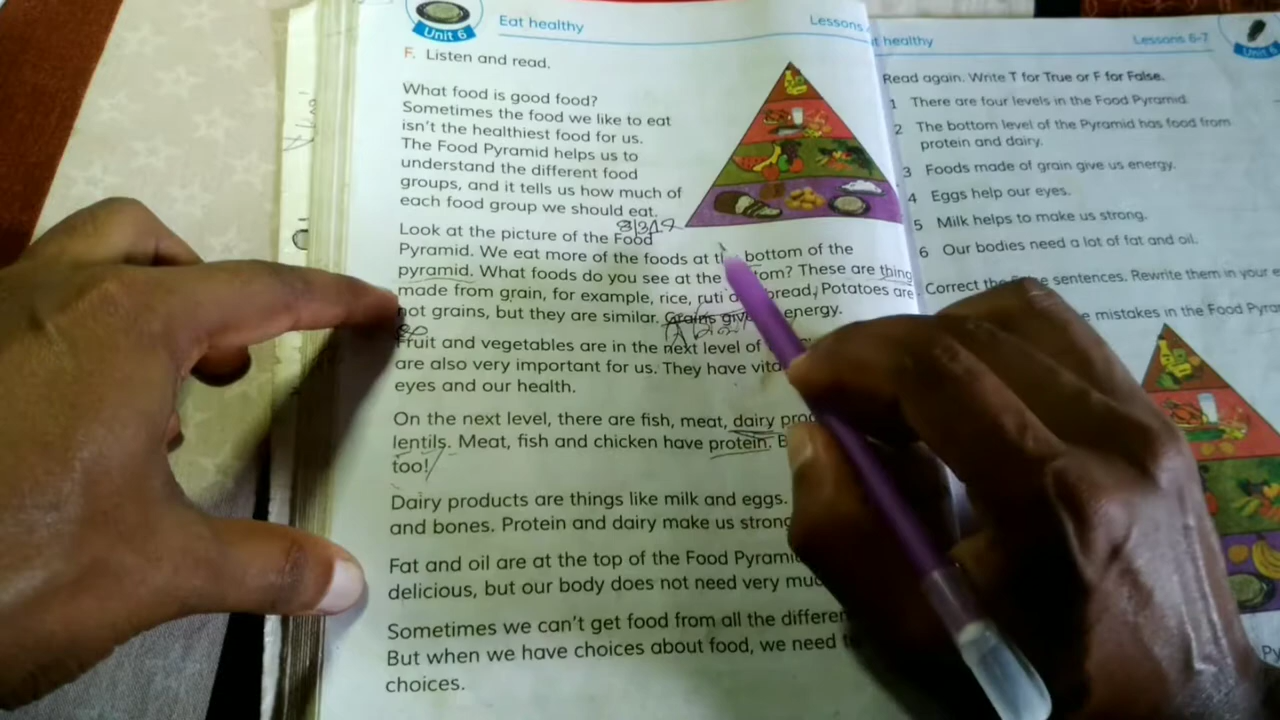 Unit 6
Eat healthy
Lessons
F. Listen and read.
What food is good food?
Sometimes the food we like to eat
isn't the healthiest food for us.
The Food Pyramid helps us to
understand the different food
groups, and it tells us how much of
each food group we should eat.
Look at the picture of the Food
Pyramid. We eat more of the foods at bottom of the
pyramid. What foods do you see at the These are thing
made from grain, for example, rice, ruti bread. Potatoes are
not grains, but they are similar. Grains energy.
Fruit and vegetables are in the next level of
are also very important for us. They have
eyes and our health.
On the next level, there are fish, meat, dairy
lentils. Meat, fish and chicken have protein.
too!
Dairy products are things like milk and eggs.
and bones. Protein and dairy make us strong
Fat and oil are at the top of the Food
delicious, but our body does not need very
Sometimes we can't get food from all the
But when we have choices about food, we need
choices.
healthy
Lessons 6-7
Unit 6
Read again. Write T for True or F for False.
1 There are four levels in the Food Pyramid.
2 The bottom level of the Pyramid has food from
protein and dairy.
3 Foods made of grain give us energy.
4 Eggs help our eyes.
5 Milk helps to make us strong.
6 Our bodies need a lot of fat and oil.
Correct the sentences. Rewrite them in your
mistakes in the Food